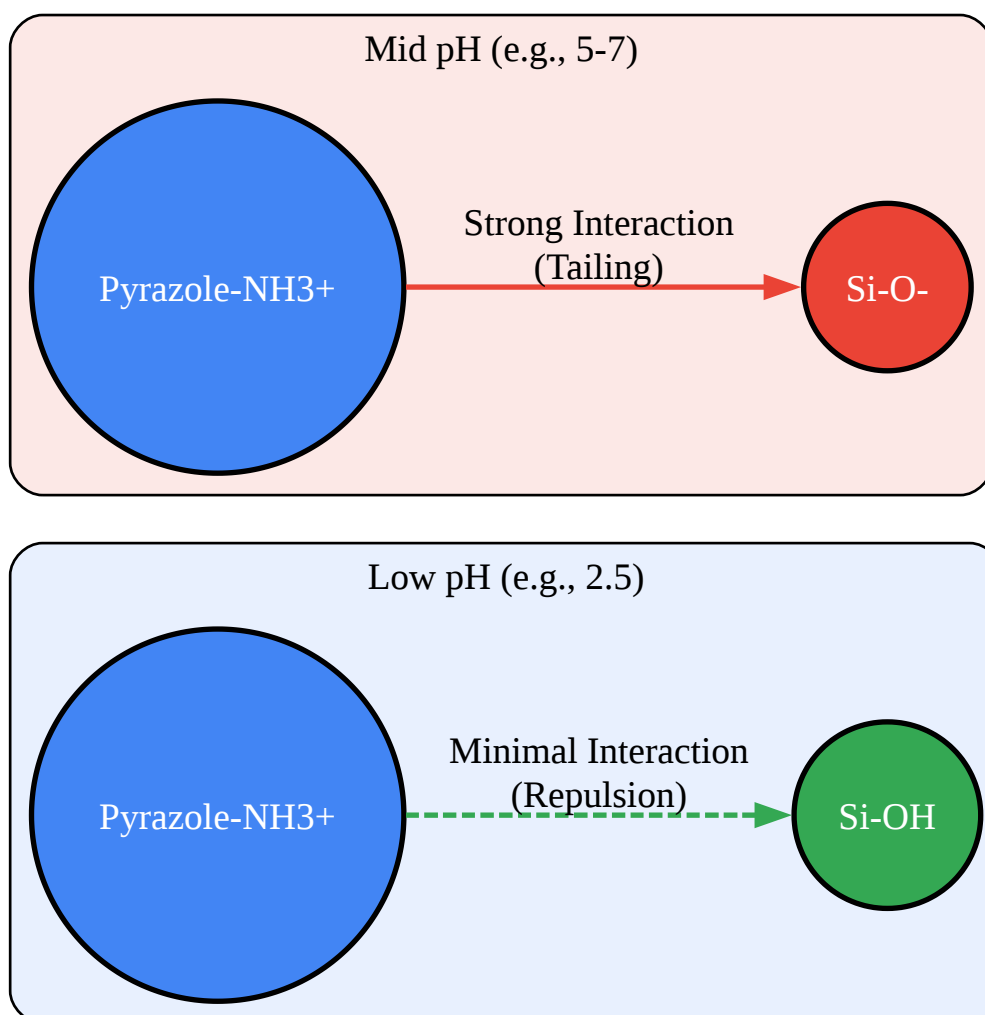 Mid pH (e.g., 5-7)
Strong Interaction
(Tailing)
Pyrazole-NH3+
Si-O-
Low pH (e.g., 2.5)
Minimal Interaction
(Repulsion)
Pyrazole-NH3+
Si-OH